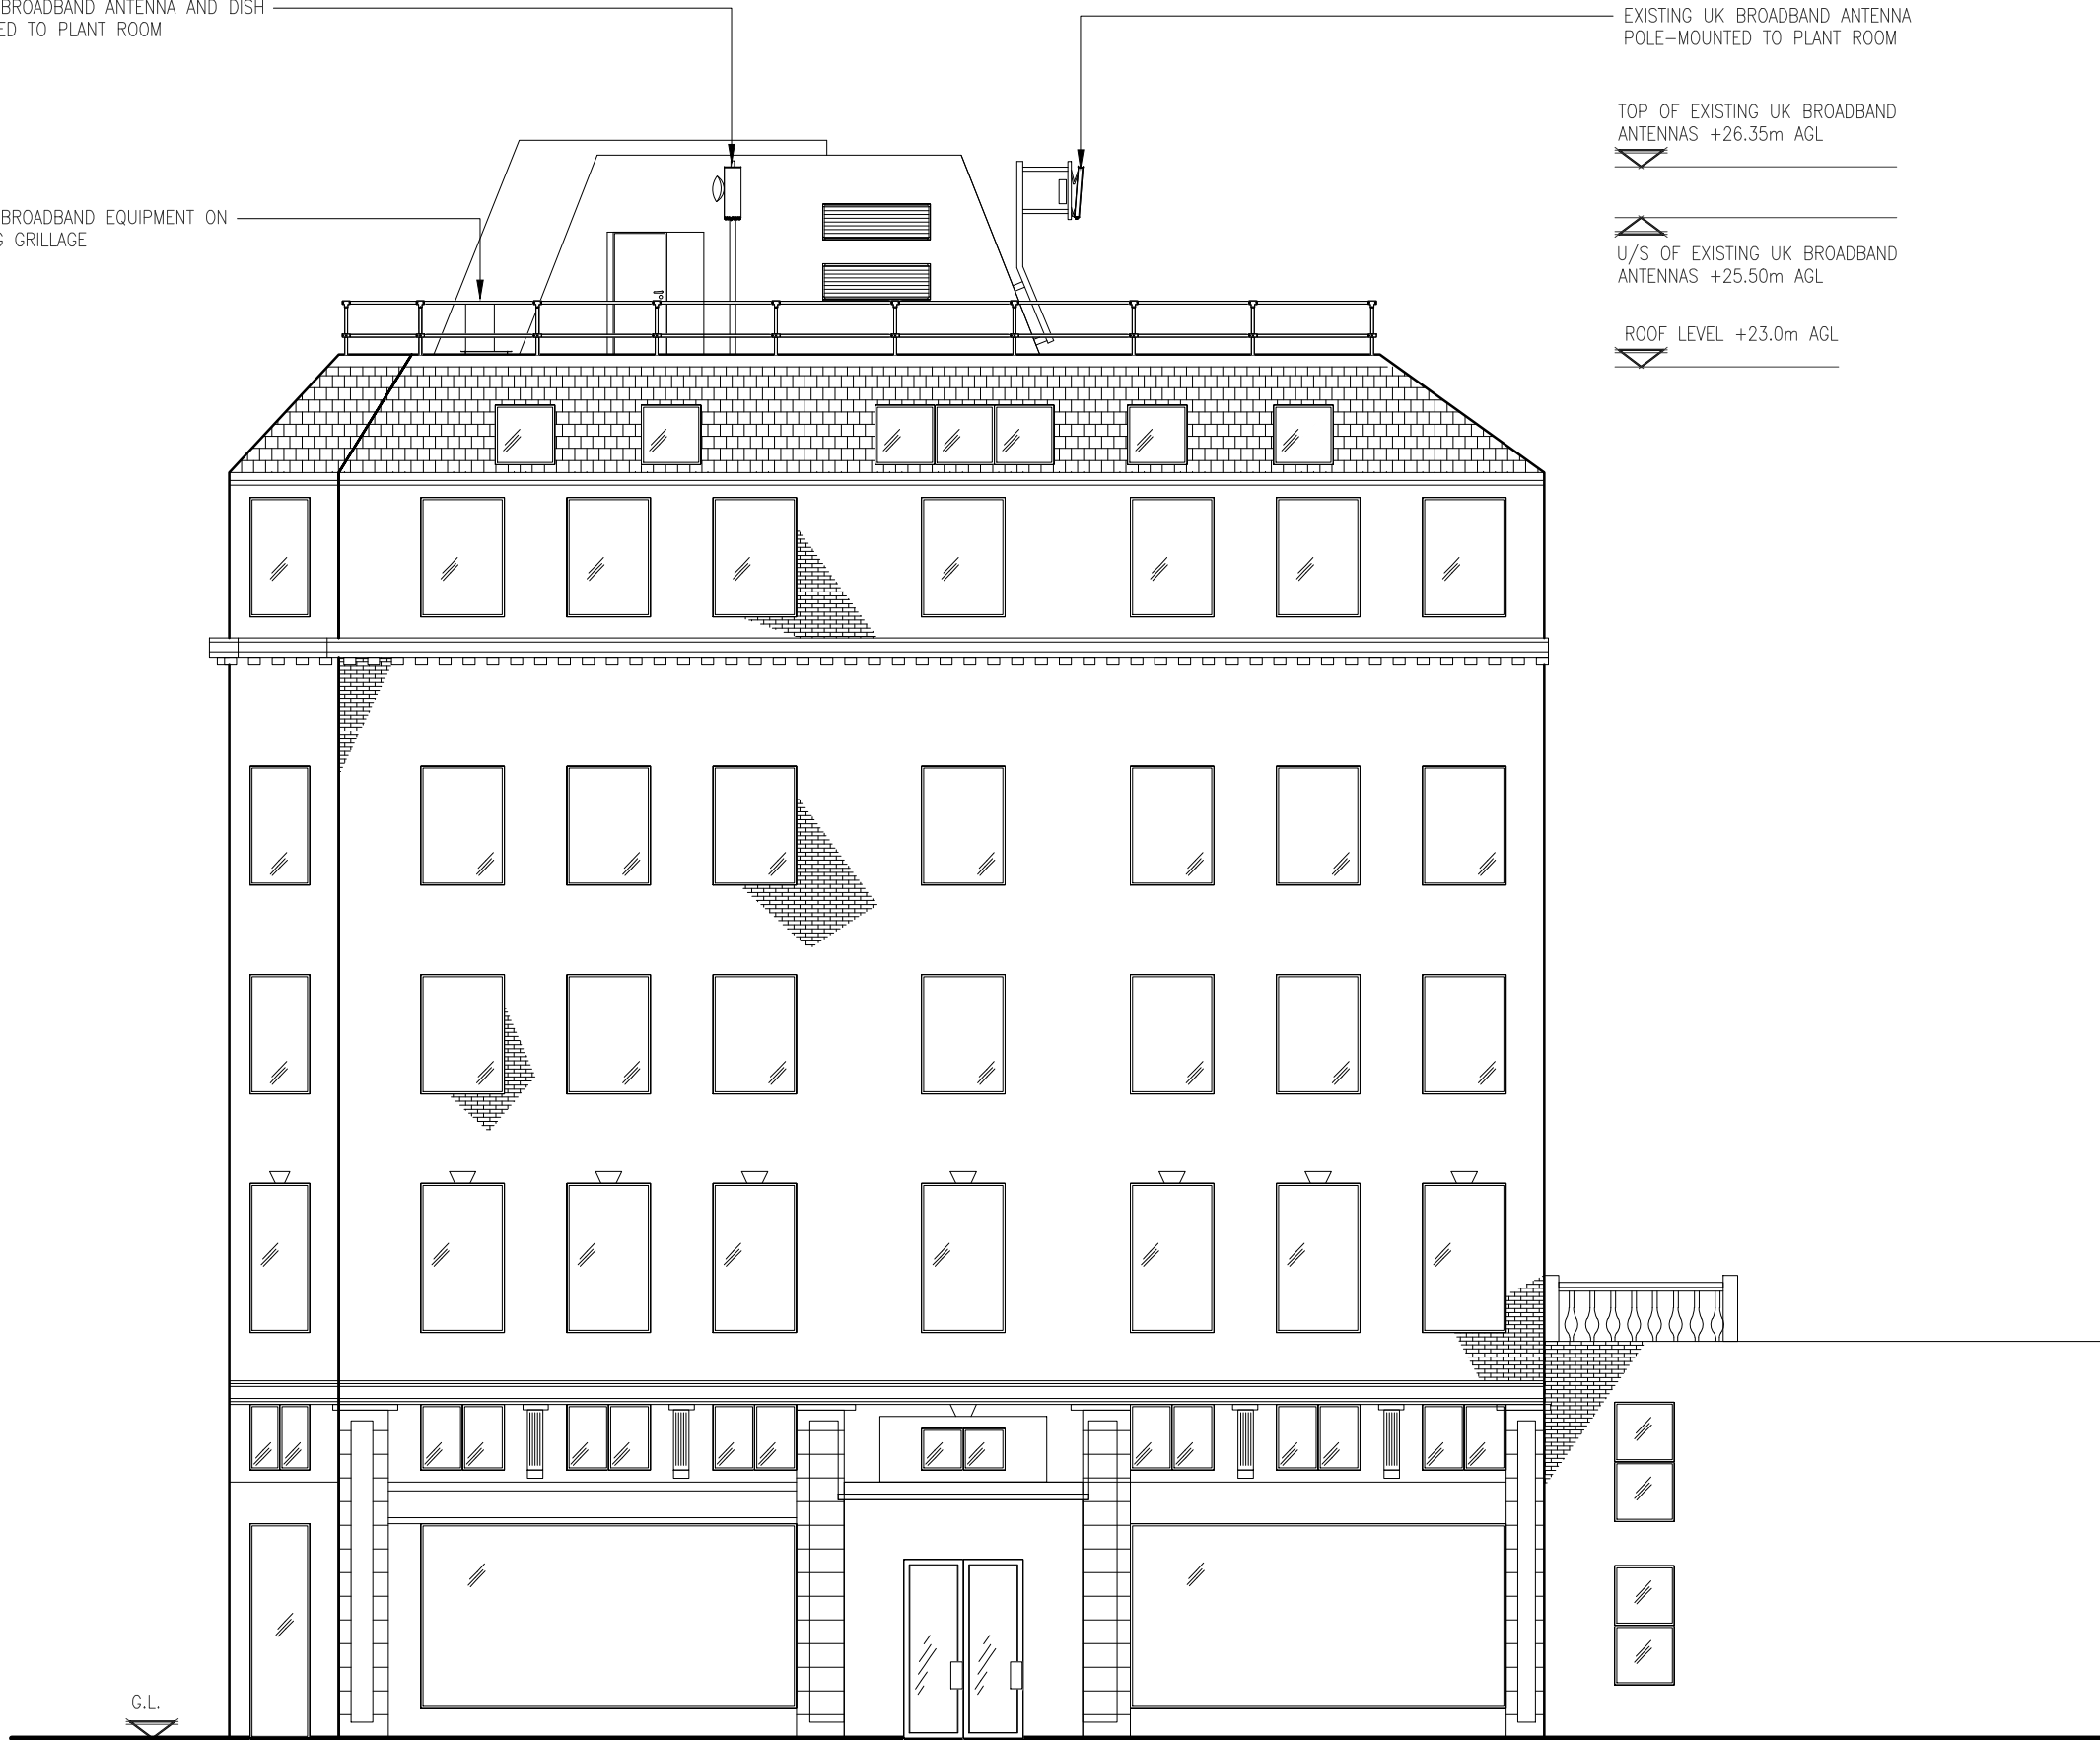 BROADBAND ANTENNA AND DISH
TO PLANT ROOM
EXISTING UK BROADBAND ANTENNA
POLE-MOUNTED TO PLANT ROOM
TOP OF EXISTING UK BROADBAND
ANTENNAS +26.35m AGL
BROADBAND EQUIPMENT ON
GRILLAGE
U/S OF EXISTING UK BROADBAND
ANTENNAS +25.50m AGL
ROOF LEVEL +23.0m AGL
G.L.